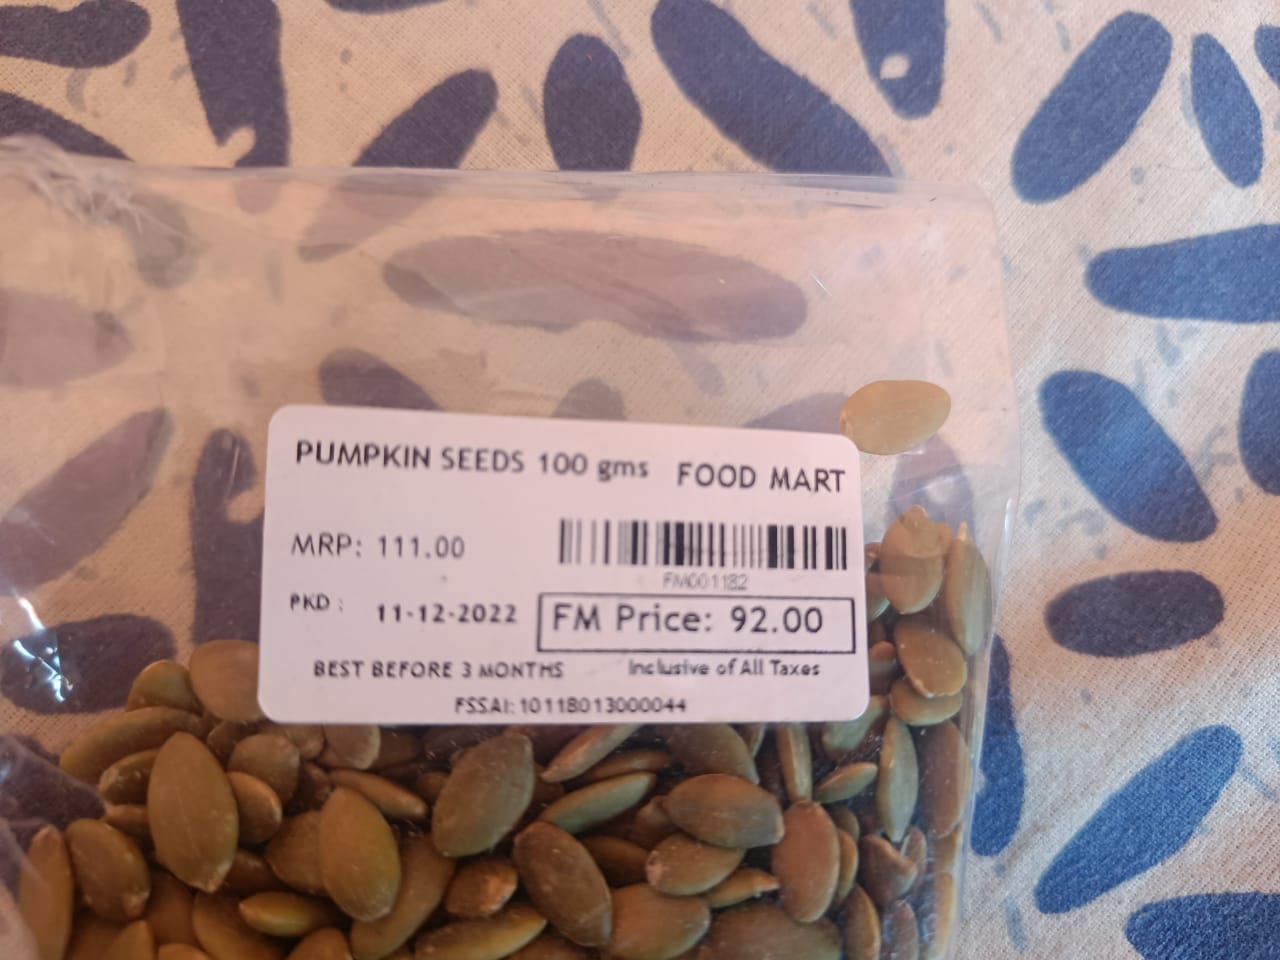 PUMPKIN SEEDS 100 gms FOOD MART
MRP: 111.00
FM001182
PKD : 11-12-2022 FM Price: 92.00
BEST BEFORE 3 MONTHS Inclusive of All Taxes
FSSAI: 10118013000044